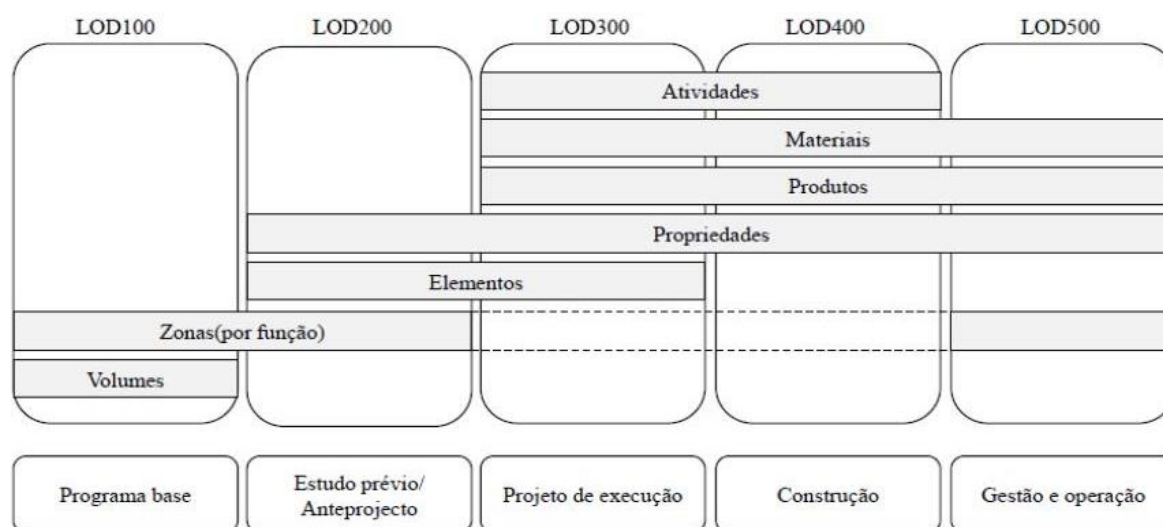 LOD100 LOD200 LOD300 LOD400 LOD500
Atividades
Materiais
Produtos
Propriedades
Elementos
Zonas(por função)
Volumes
Programa base
Estudo prévio/
Anteprojecto
Projeto de execução
Construção
Gestão e operação